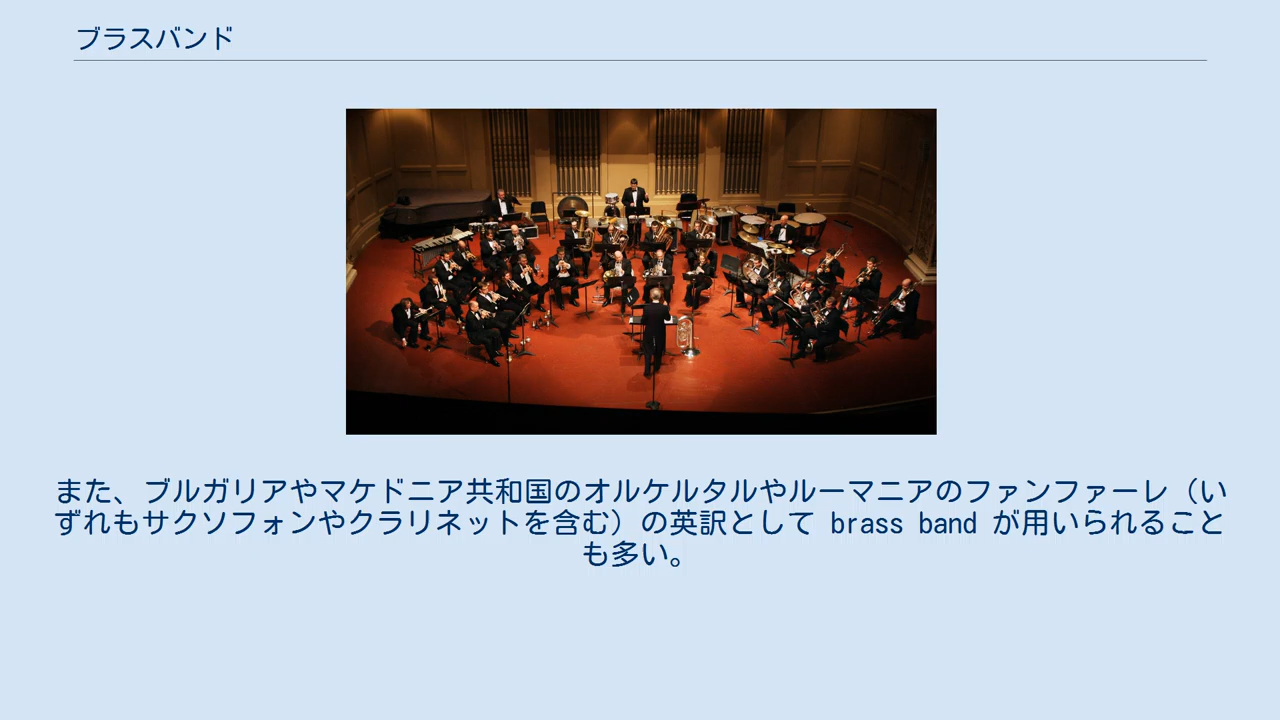 ブラスバンド
また、ブルガリアやマケドニア共和国のオルケルタルやルーマニアのファンファーレ（い
ずれもサクソフォンやクラリネットを含む）の英訳として brass band が用いられること
も多い。